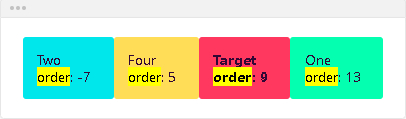 Two
order: -7
Four
order: 5
Target
order: 9
One
order: 13